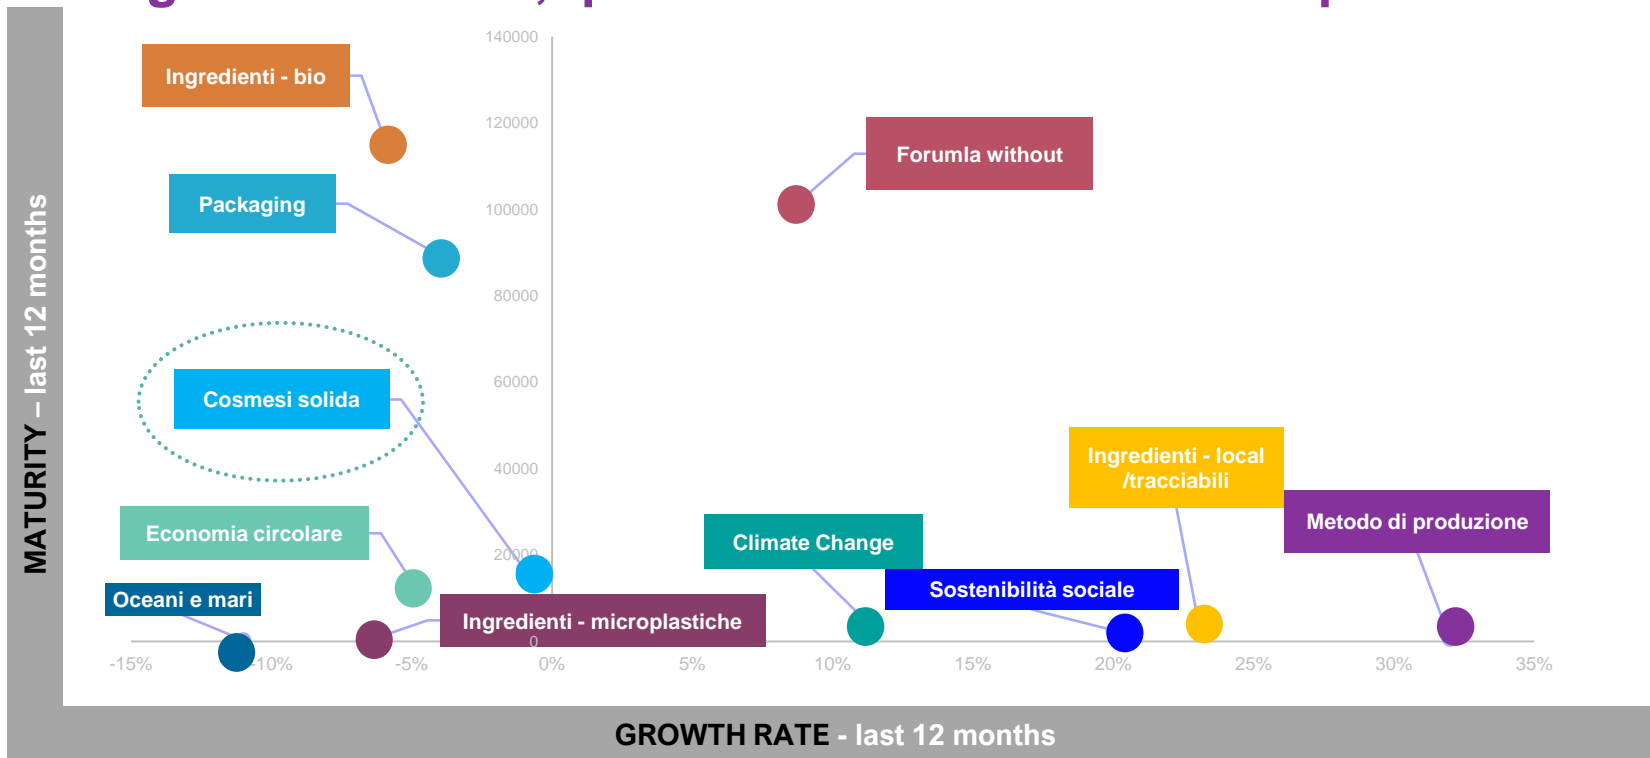 140000
Ingredienti - bio
120000
Forumla without
Packaging
100000
80000
60000
Cosmesi solida
40000
Ingredienti - local
/tracciabili
Metodo di produzione
Economia circolare
Climate Change
20000
Sostenibilità sociale
Oceani e mari
Ingredienti - microplastiche
0
-15%
-10%
-5%
0%
5%
10%
15%
20%
25%
30%
35%
MATURITY – last 12 months
GROWTH RATE - last 12 months